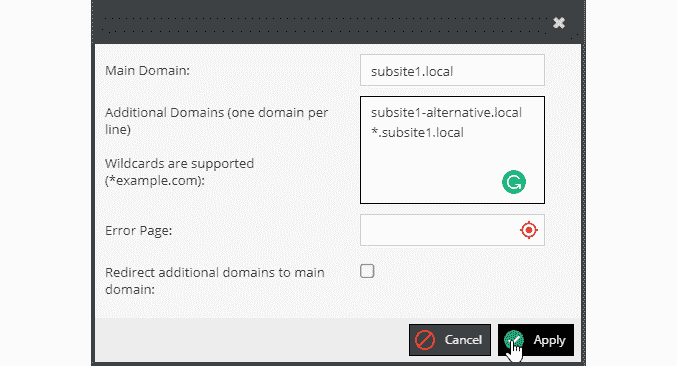 Main Domain:
subsite1.local
Additional Domains (one domain per
line)
Wildcards are supported
(*example.com):
subsite1-alternative.local
*.subsite1.local
Error Page:
Redirect additional domains to main
domain:
Cancel
Apply